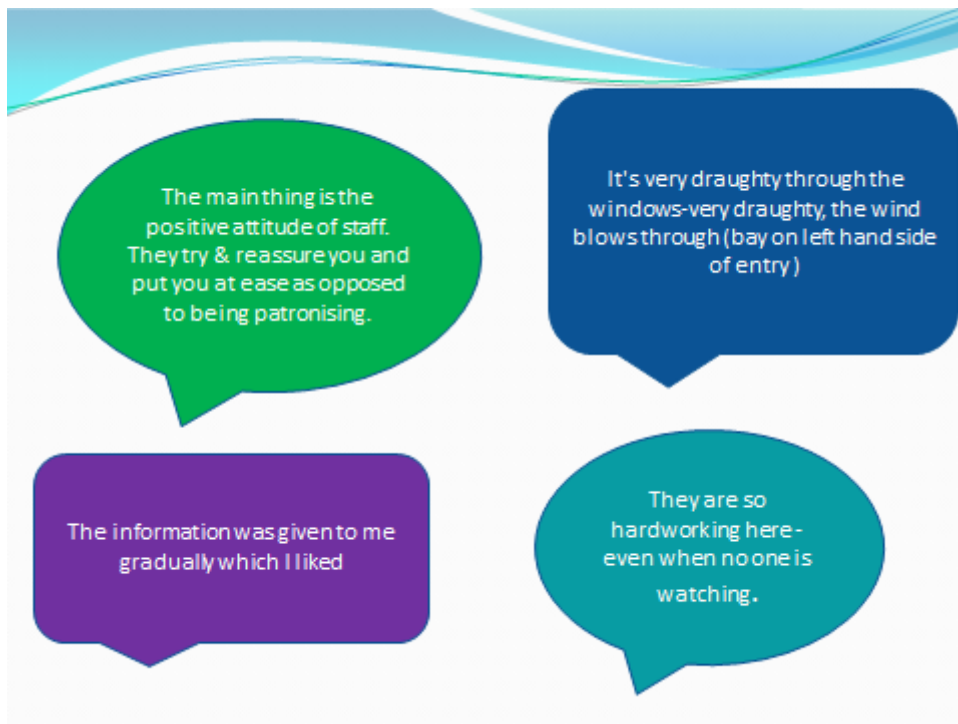 The main thing is the
positive attitude of staff.
They try & reassure you and
put you at ease as opposed
to being patronising.
It's very draughty through the
windows-very draughty, the wind
blows through (bay on left hand side
of entry )
The information was given to me
gradually which I liked
They are so
hardworking here-
even when no one is
watching.